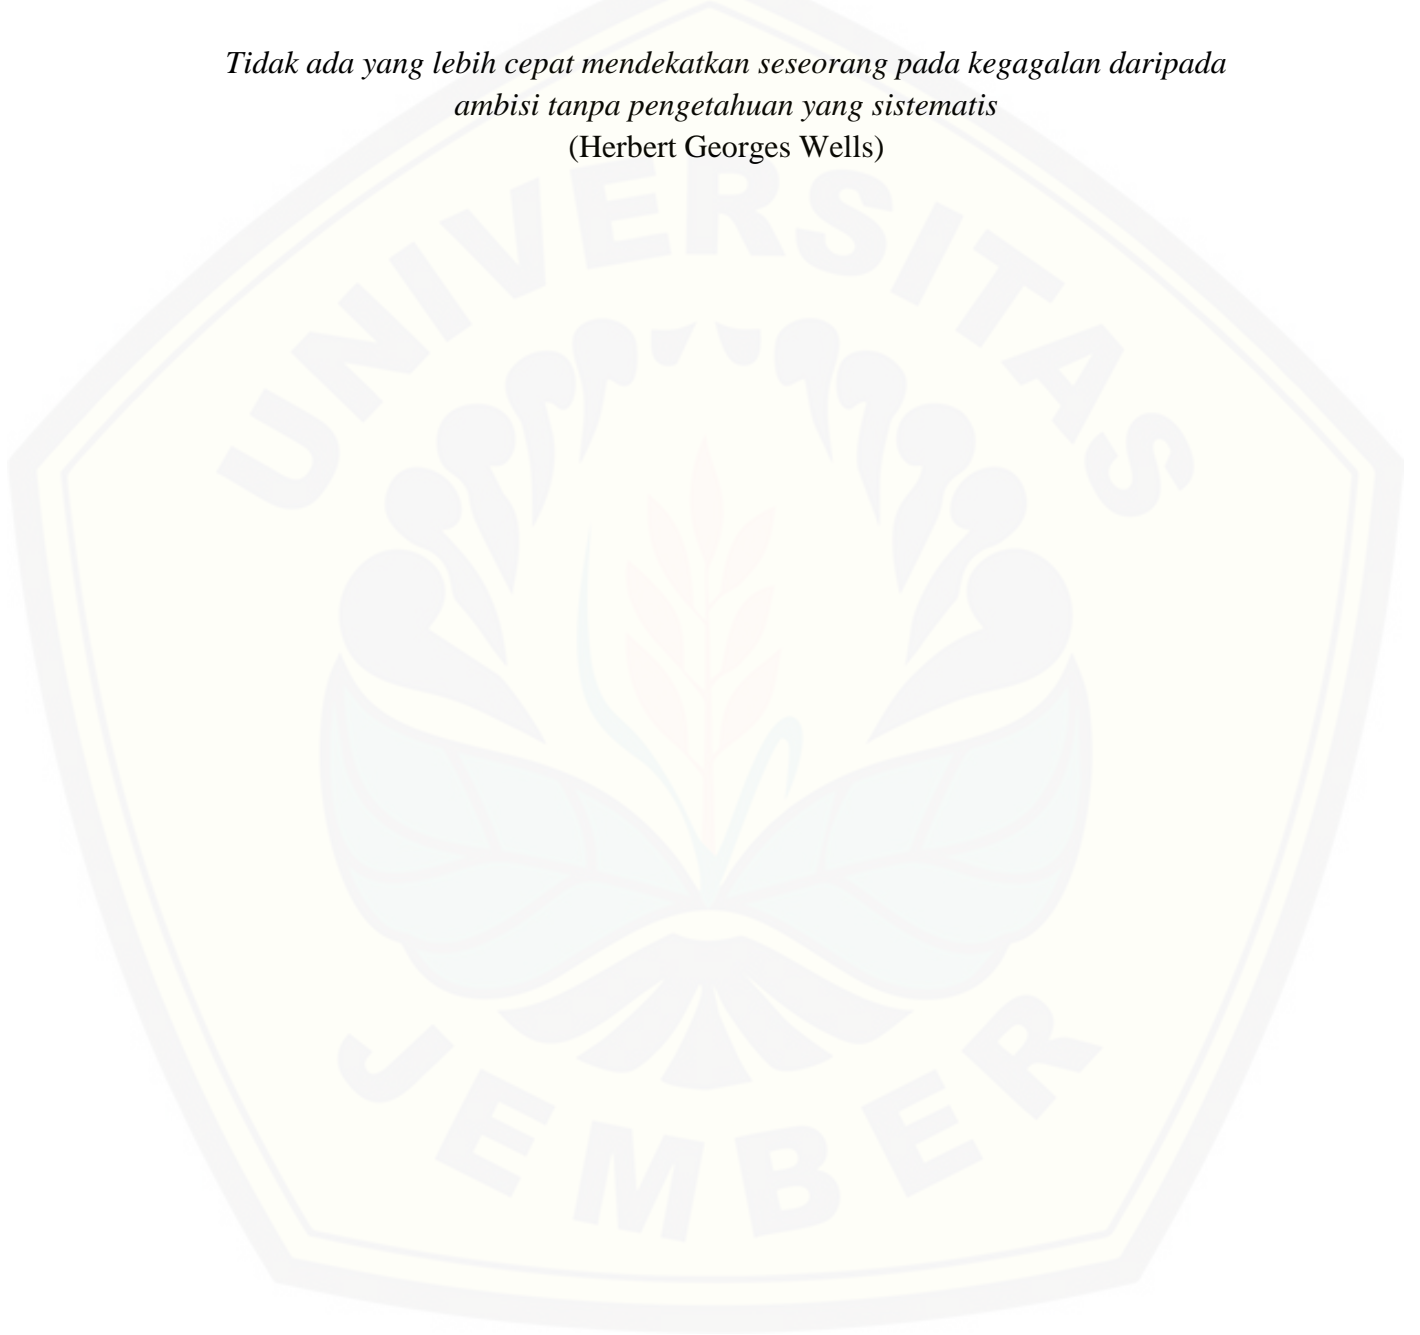 Tidak ada yang lebih cepat mendekatkan seseorang pada kegagalan daripada
ambisi tanpa pengetahuan yang sistematis
(Herbert Georges Wells)
UNIVERSITAS
JEMBER